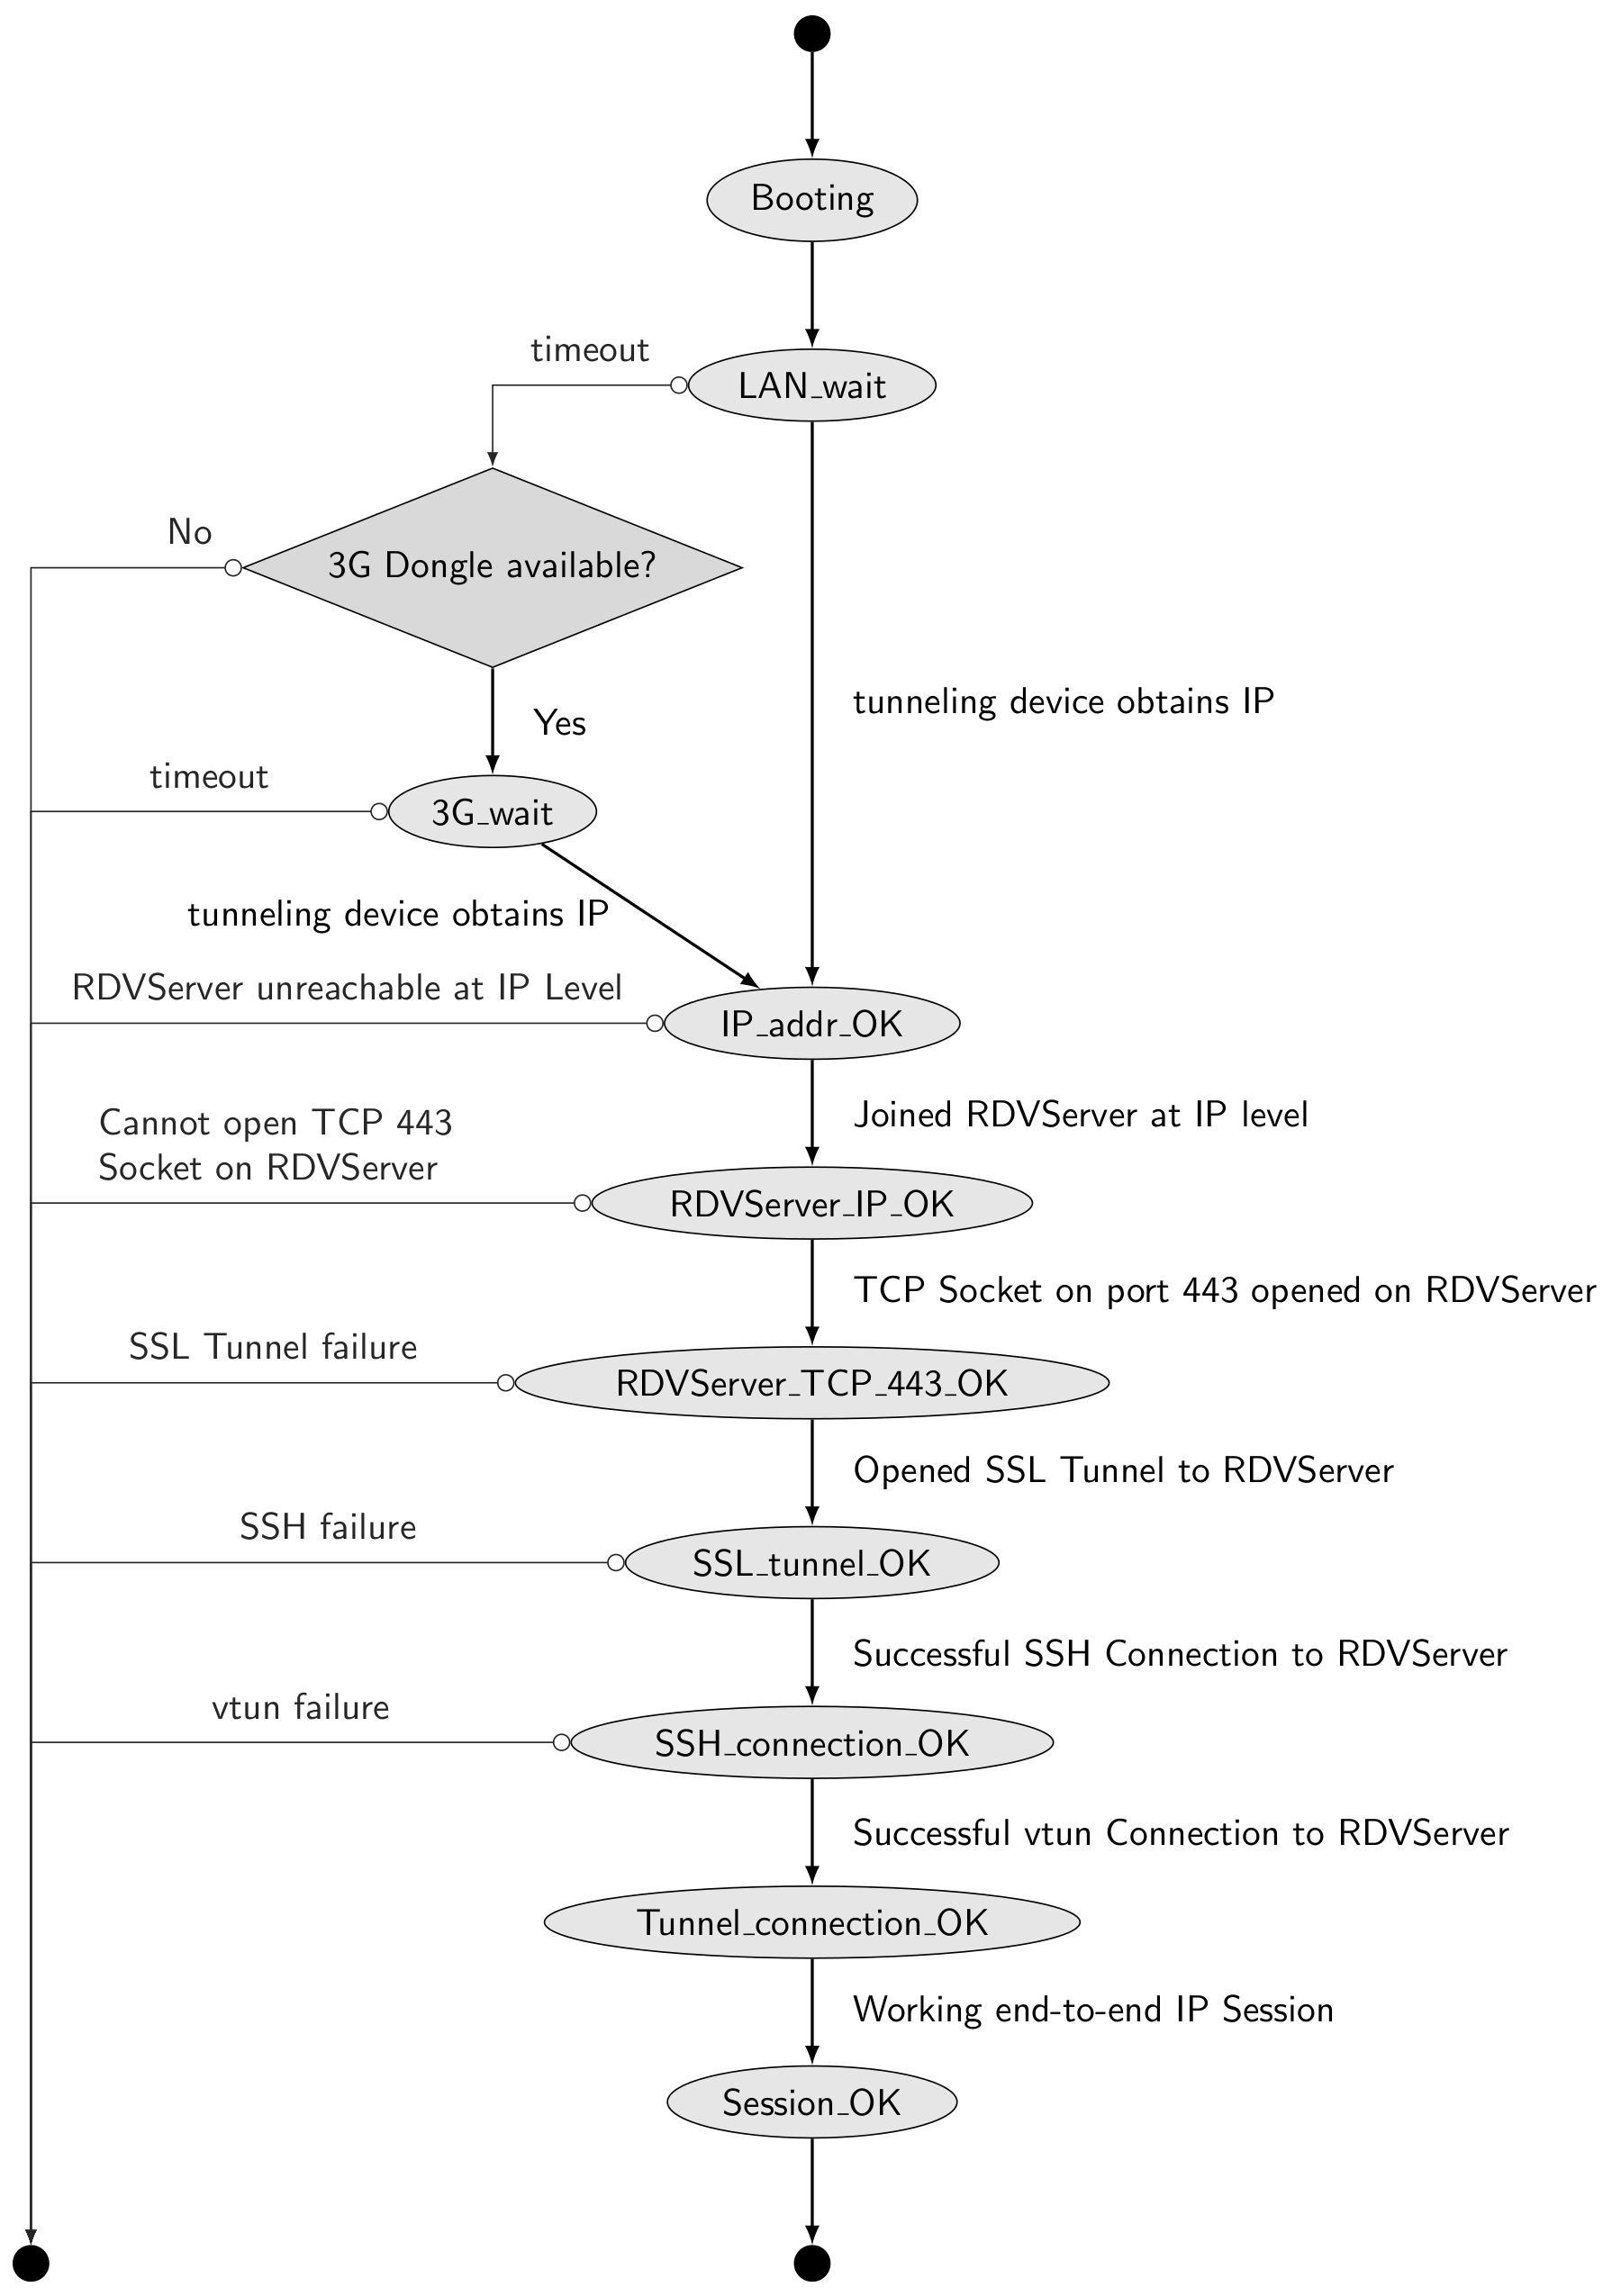 Booting
timeout
LAN_wait
No
3G Dongle available?
tunneling device obtains IP
Yes
timeout
3G_wait
tunneling device obtains IP
RDVServer unreachable at IP Level
IP_addr_OK
Joined RDVServer at IP level
Cannot open TCP 443
Socket on RDVServer
RDVServer_IP_OK
TCP Socket on port 443 opened on RDVServer
SSL Tunnel failure
RDVServer_TCP_443_OK
Opened SSL Tunnel to RDVServer
SSH failure
SSL_tunnel_OK
Successful SSH Connection to RDVServer
vtun failure
SSH_connection_OK
Successful vtun Connection to RDVServer
Tunnel_connection_OK
Working end-to-end IP Session
Session_OK